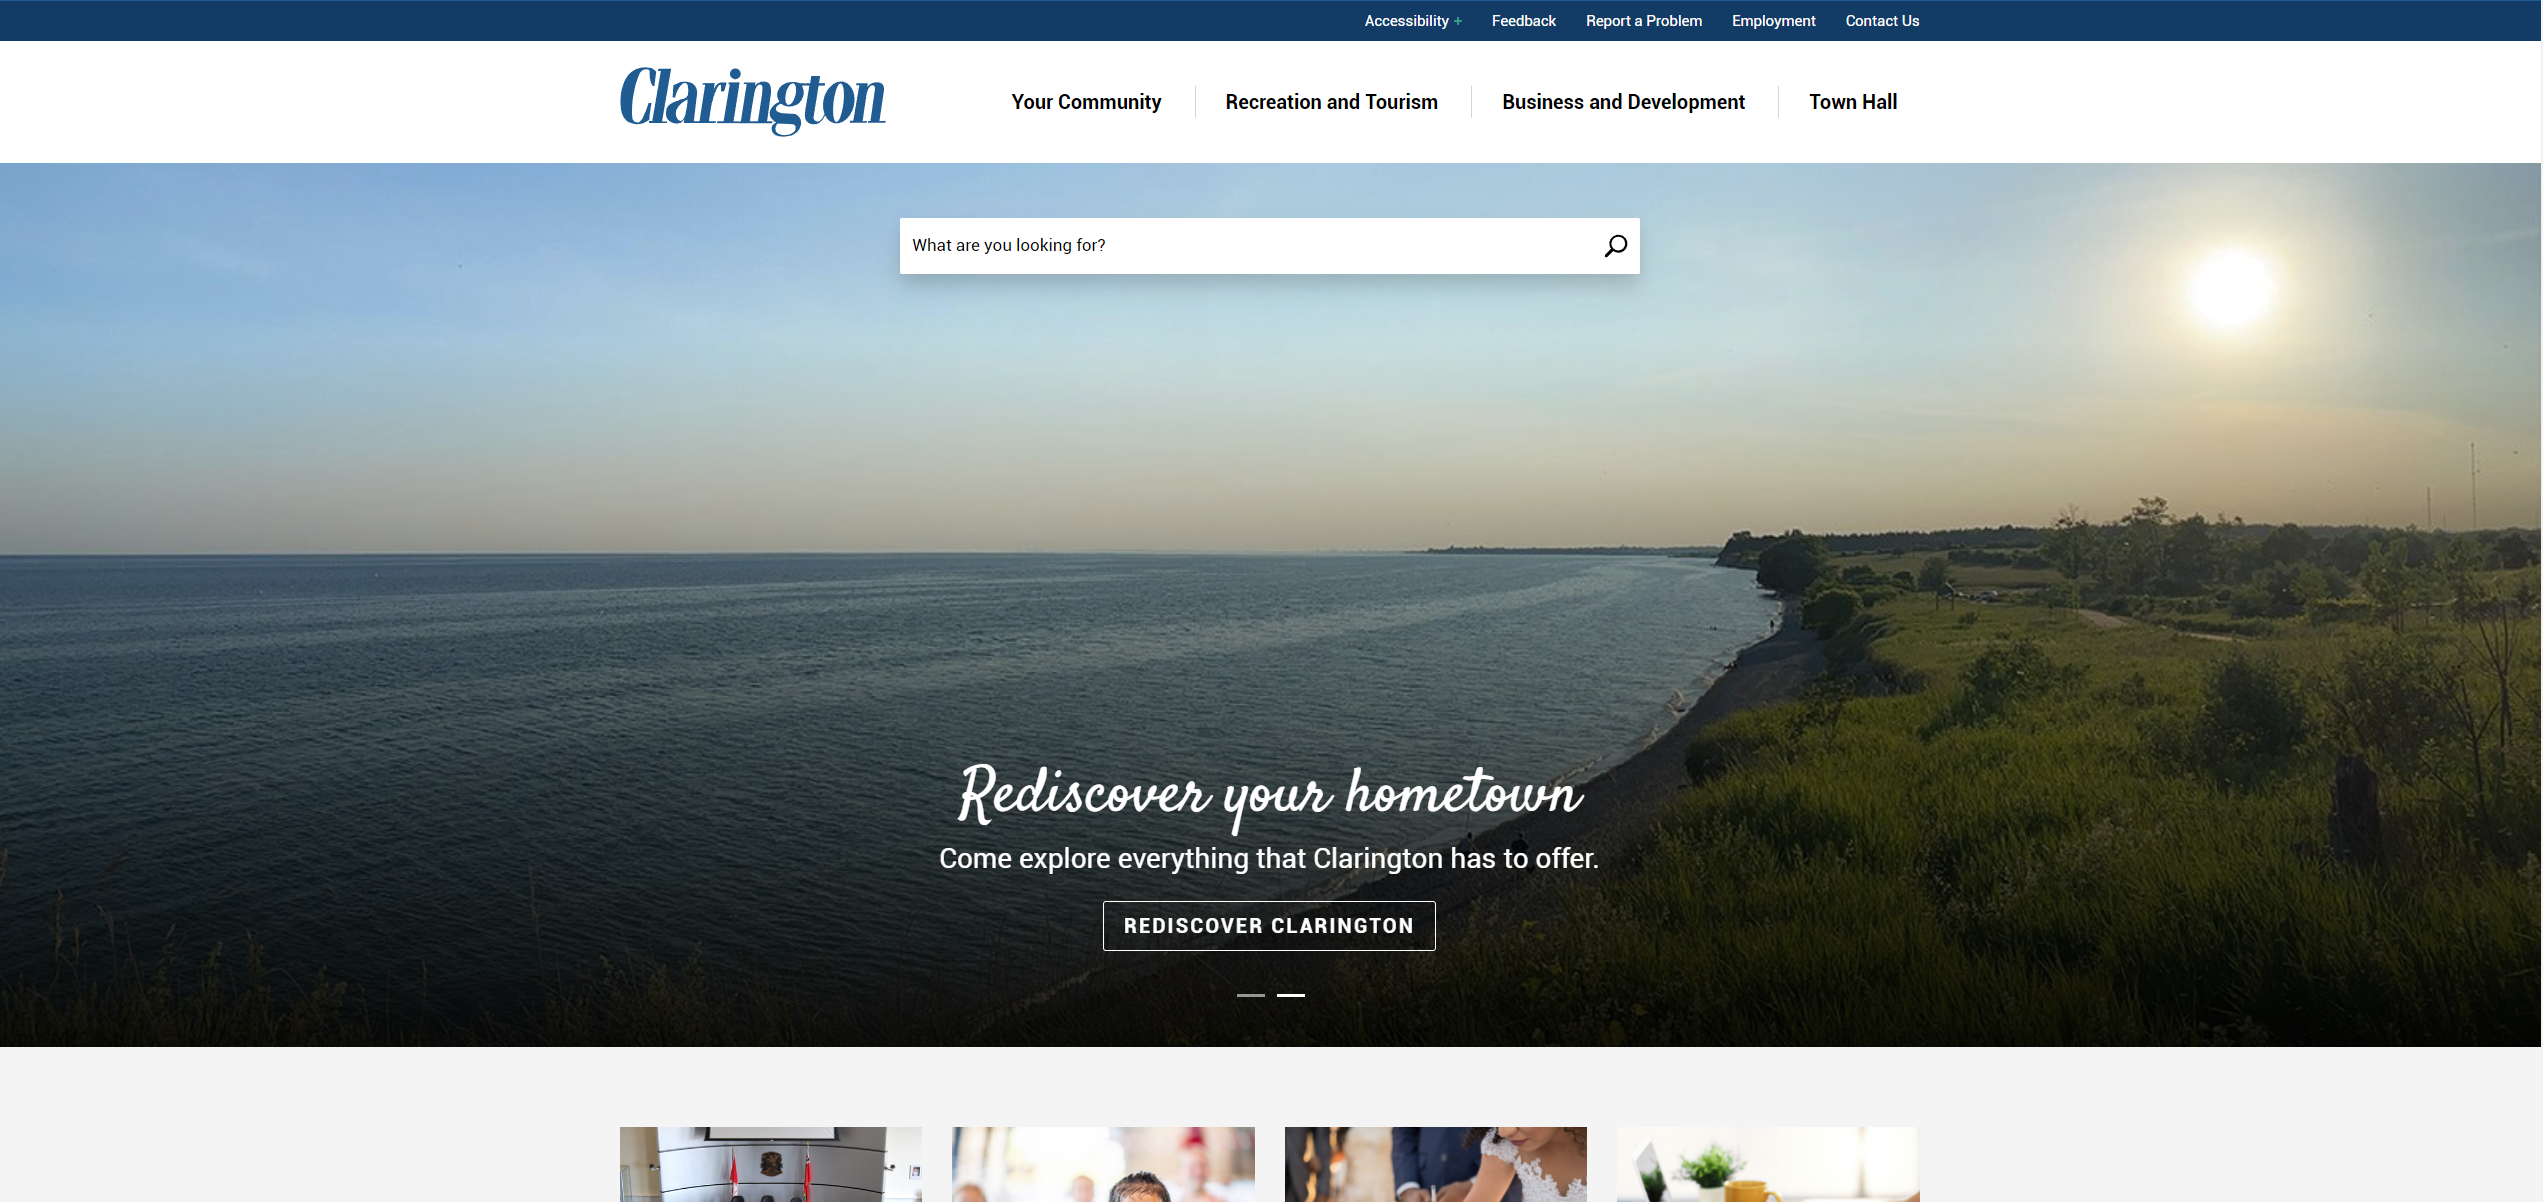 Accessibility + Feedback Report a Problem Employment Contact Us
Clarington
Your Community Recreation and Tourism Business and Development Town Hall
What are you looking for?
Rediscover your hometown
Come explore everything that Clarington has to offer.
REDISCOVER CLARINGTON